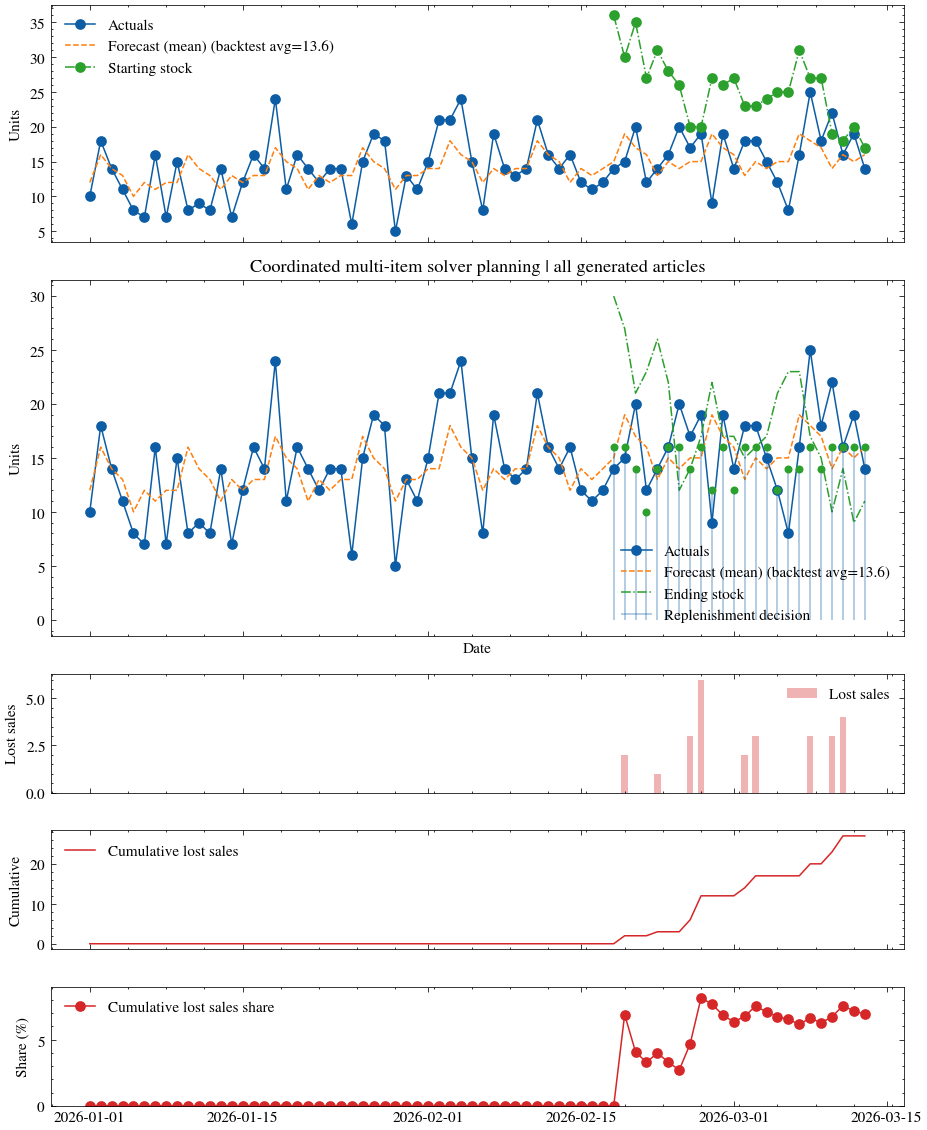 35
30
25
20
15
10
5
Units
Actuals
Forecast (mean) (backtest avg=13.6)
Starting stock
Coordinated multi-item solver planning | all generated articles
30
25
20
15
10
5
0
Units
Actuals
Forecast (mean) (backtest avg=13.6)
Ending stock
Replenishment decision
Date
5.0
2.5
0.0
Lost sales
Lost sales
20
10
0
Cumulative
Cumulative lost sales
5
0
Share (%)
Cumulative lost sales share
2026-01-01 2026-01-15 2026-02-01 2026-02-15 2026-03-01 2026-03-15